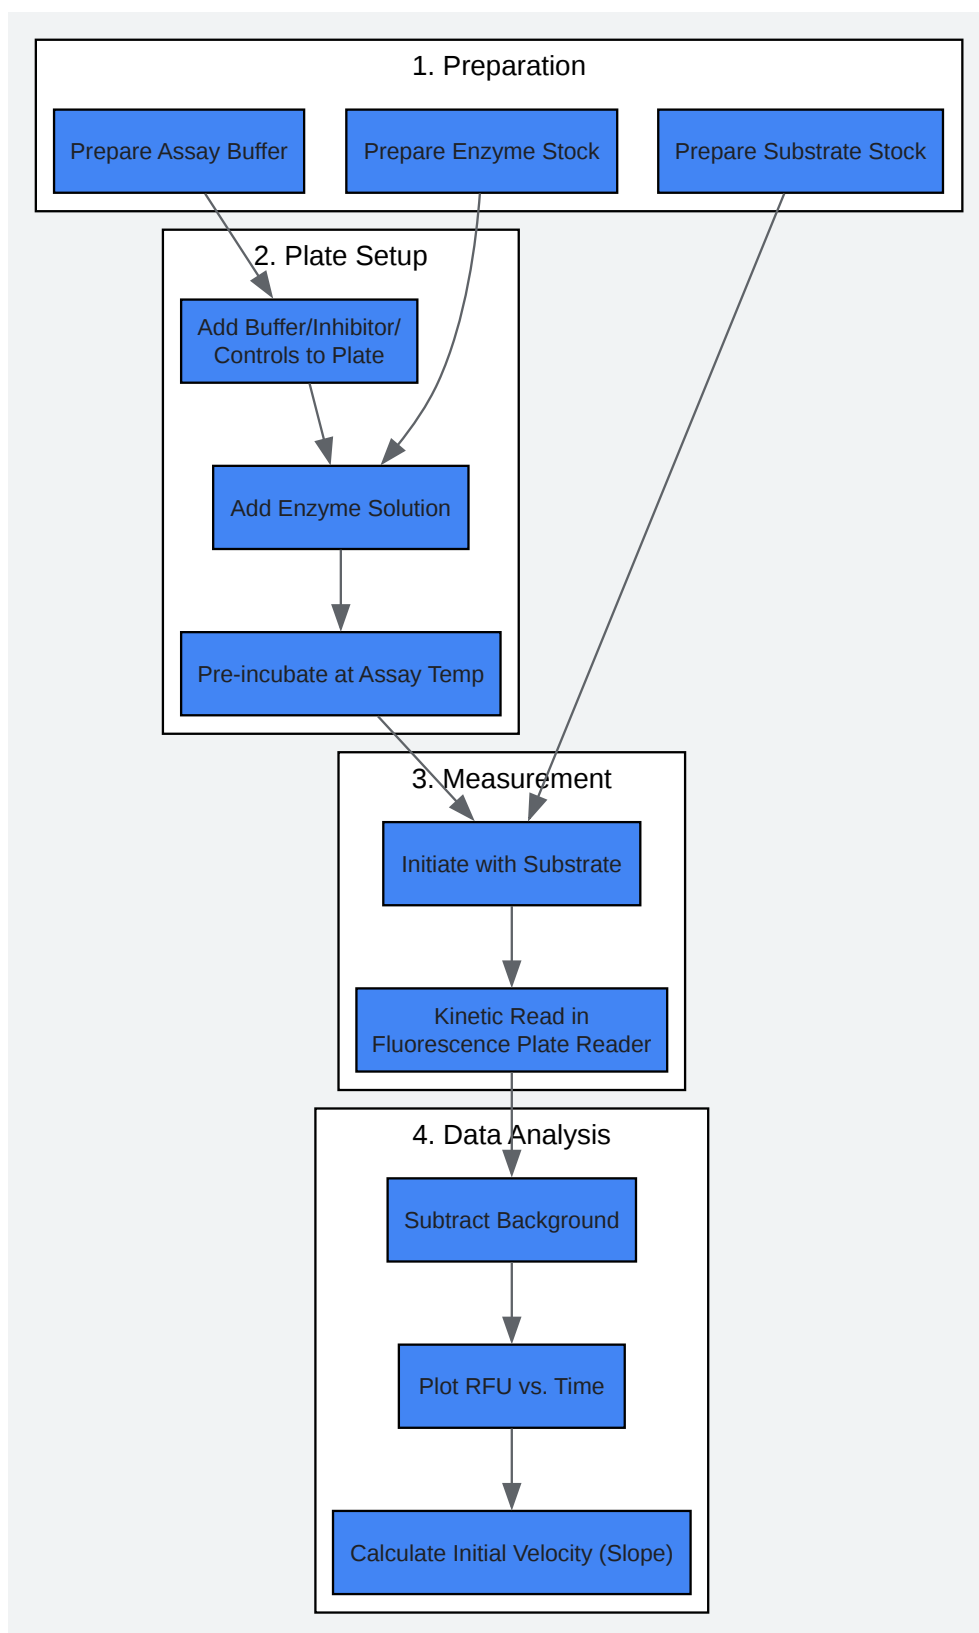 1. Preparation
Prepare Assay Buffer
Prepare Enzyme Stock
Prepare Substrate Stock
2. Plate Setup
Add Buffer/Inhibitor/
Controls to Plate
Add Enzyme Solution
Pre-incubate at Assay Temp
3. Measurement
Initiate with Substrate
Kinetic Read in
Fluorescence Plate Reader
4. Data Analysis
Subtract Background
Plot RFU vs. Time
Calculate Initial Velocity (Slope)